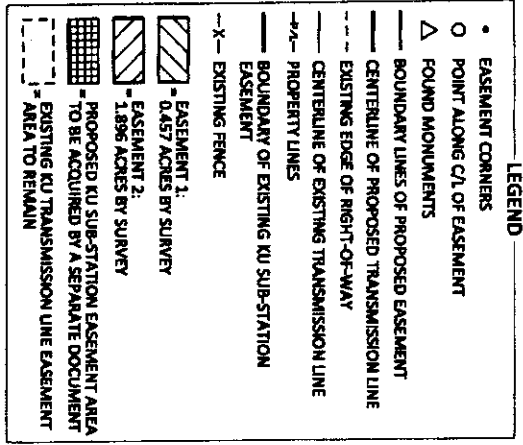 LEGEND
EASEMENT CORNERS
POINT ALONG C/L OF EASEMENT
FOUND MONUMENTS
BOUNDARY LINES OF PROPOSED EASEMENT
CENTERLINE OF PROPOSED TRANSMISSION LINE
EXISTING EDGE OF RIGHT-OF-WAY
CENTERLINE OF EXISTING TRANSMISSION LINE
PROPERTY LINES
BOUNDARY OF EXISTING KU SUB-STATION
EASEMENT
—X— EXISTING FENCE
EASEMENT 1:
= 0.457 ACRES BY SURVEY
EASEMENT 2:
= 1.896 ACRES BY SURVEY
= PROPOSED KU SUB-STATION EASEMENT AREA
TO BE ACQUIRED BY A SEPARATE DOCUMENT
= EXISTING KU TRANSMISSION LINE EASEMENT
AREA TO REMAIN